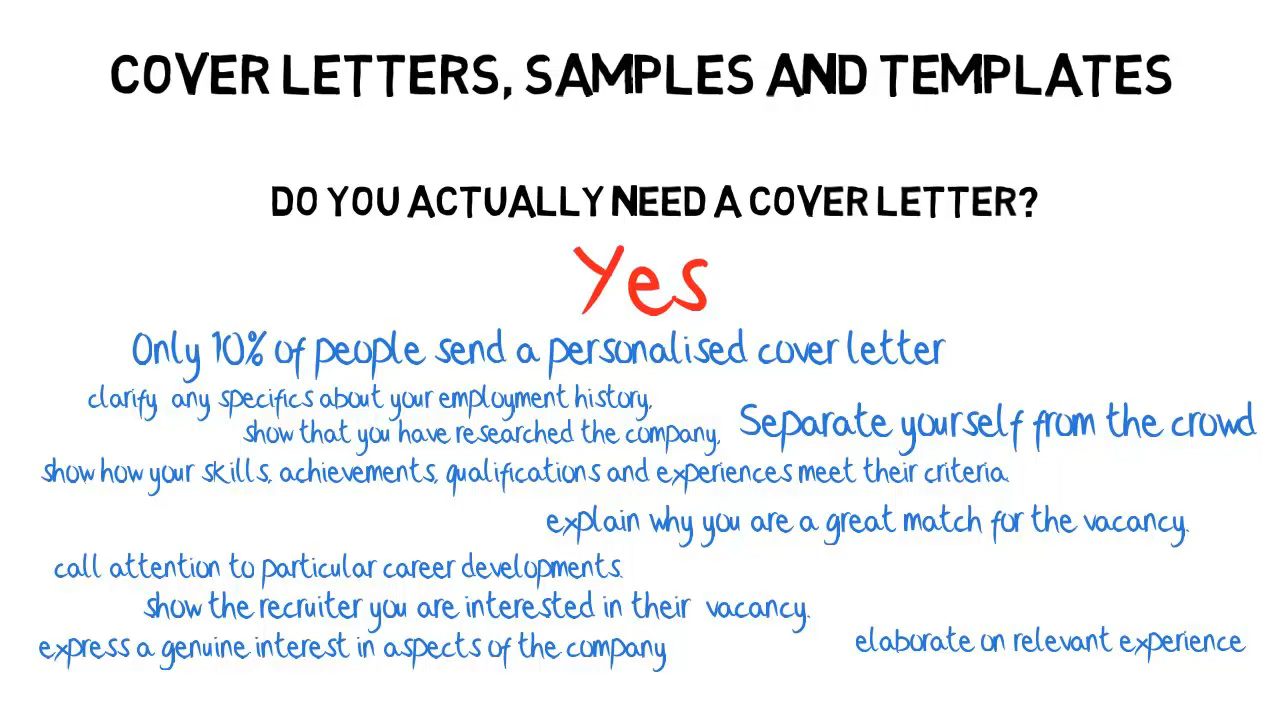 COVER LETTERS, SAMPLES AND TEMPLATES
DO YOU ACTUALLY NEED A COVER LETTER?
Yes
Only 10% of people send a personalised cover letter
clarify any specifics about your employment history,
Separate yourself from the crowd
show that you have researched the company,
show how your skills, achievements, qualifications and experiences meet their criteria.
explain why you are a great match for the vacancy.
call attention to particular career developments.
show the recruiter you are interested in their vacancy.
express a genuine interest in aspects of the company
elaborate on relevant experience